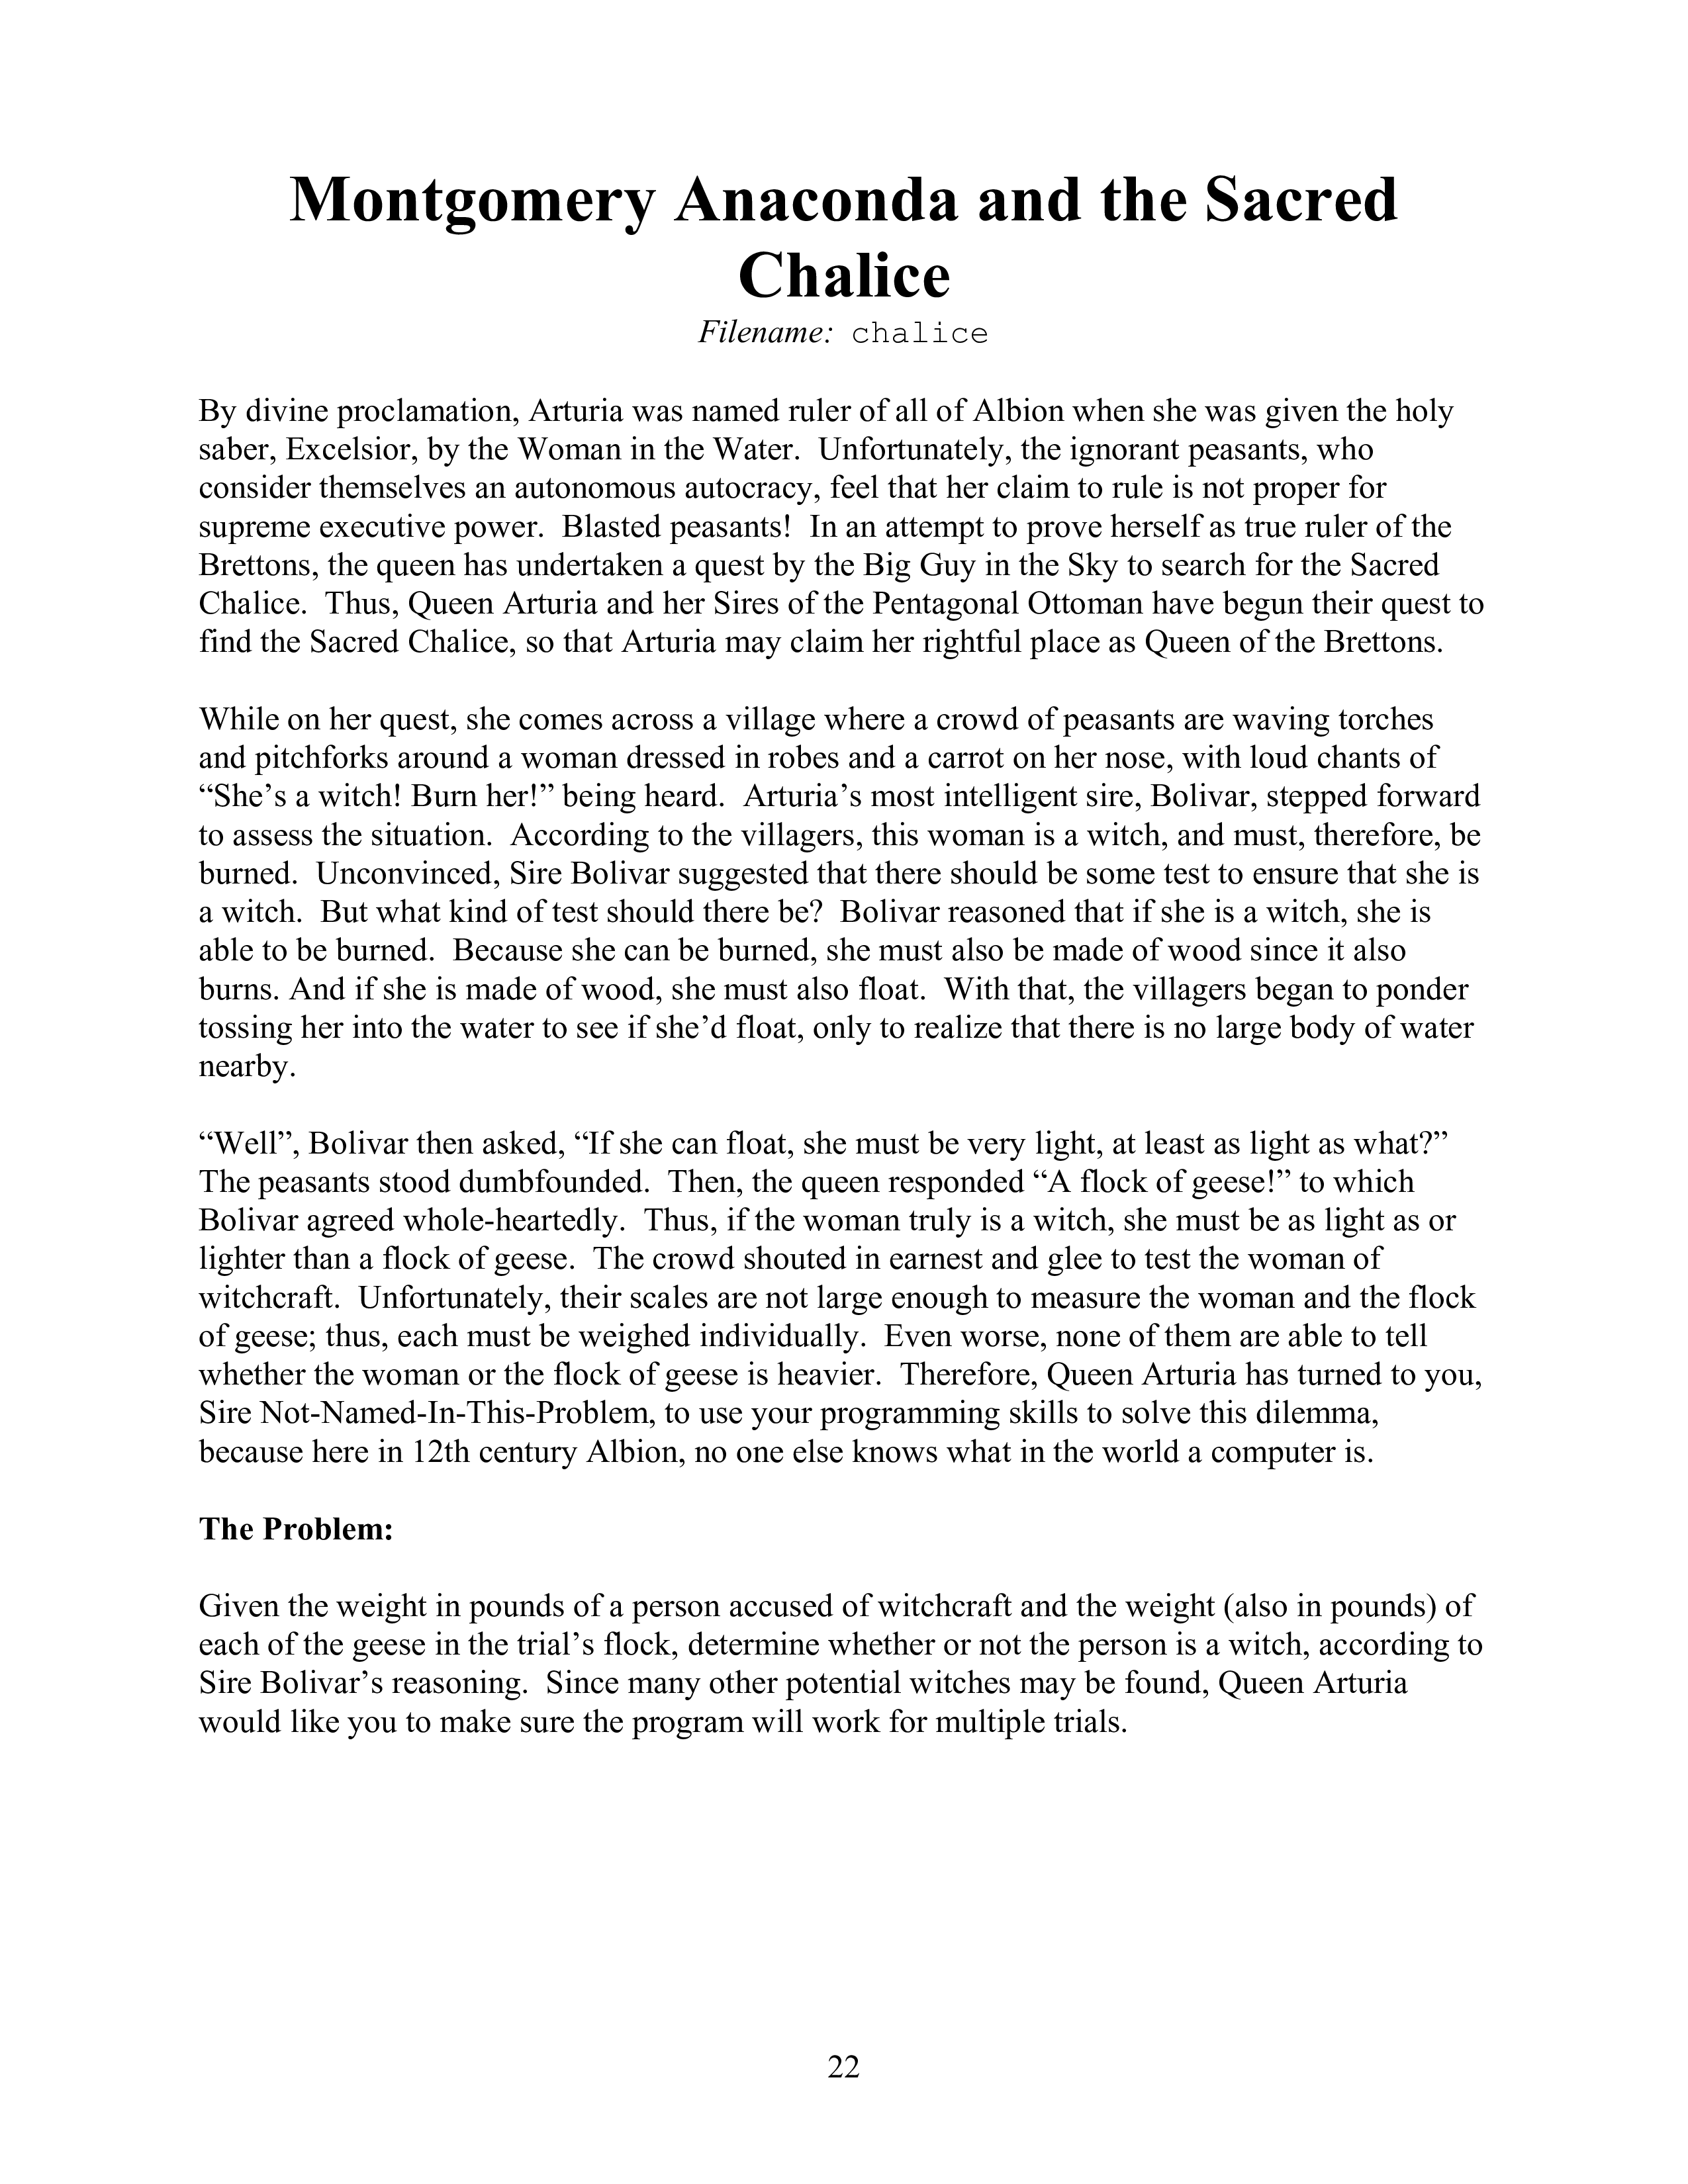 Montgomery Anaconda and the Sacred
Chalice
Filename: chalice
By divine proclamation, Arturia was named ruler of all of Albion when she was given the holy
saber, Excelsior, by the Woman in the Water.  Unfortunately, the ignorant peasants, who
consider themselves an autonomous autocracy, feel that her claim to rule is not proper for
supreme executive power.  Blasted peasants!  In an attempt to prove herself as true ruler of the
Brettons, the queen has undertaken a quest by the Big Guy in the Sky to search for the Sacred
Chalice.  Thus, Queen Arturia and her Sires of the Pentagonal Ottoman have begun their quest to
find the Sacred Chalice, so that Arturia may claim her rightful place as Queen of the Brettons.
While on her quest, she comes across a village where a crowd of peasants are waving torches
and pitchforks around a woman dressed in robes and a carrot on her nose, with loud chants of
“She’s a witch! Burn her!” being heard.  Arturia’s most intelligent sire, Bolivar, stepped forward
to assess the situation.  According to the villagers, this woman is a witch, and must, therefore, be
burned.  Unconvinced, Sire Bolivar suggested that there should be some test to ensure that she is
a witch.  But what kind of test should there be?  Bolivar reasoned that if she is a witch, she is
able to be burned.  Because she can be burned, she must also be made of wood since it also
burns. And if she is made of wood, she must also float.  With that, the villagers began to ponder
tossing her into the water to see if she’d float, only to realize that there is no large body of water
nearby.
“Well”, Bolivar then asked, “If she can float, she must be very light, at least as light as what?”
The peasants stood dumbfounded.  Then, the queen responded “A flock of geese!” to which
Bolivar agreed whole-heartedly.  Thus, if the woman truly is a witch, she must be as light as or
lighter than a flock of geese.  The crowd shouted in earnest and glee to test the woman of
witchcraft.  Unfortunately, their scales are not large enough to measure the woman and the flock
of geese; thus, each must be weighed individually.  Even worse, none of them are able to tell
whether the woman or the flock of geese is heavier.  Therefore, Queen Arturia has turned to you,
Sire Not-Named-In-This-Problem, to use your programming skills to solve this dilemma,
because here in 12th century Albion, no one else knows what in the world a computer is.
The Problem:
Given the weight in pounds of a person accused of witchcraft and the weight (also in pounds) of
each of the geese in the trial’s flock, determine whether or not the person is a witch, according to
Sire Bolivar’s reasoning.  Since many other potential witches may be found, Queen Arturia
would like you to make sure the program will work for multiple trials.
22